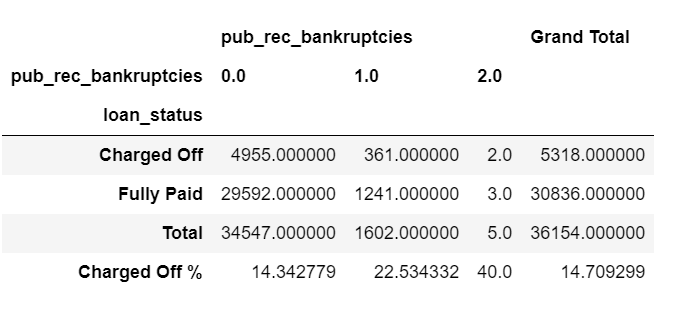 pub_rec_bankruptcies Grand Total
pub_rec_bankruptcies 0.0 1.0 2.0
loan_status
Charged Off 4955.000000 361.000000 2.0 5318.000000
Fully Paid 29592.000000 1241.000000 3.0 30836.000000
Total 34547.000000 1602.000000 5.0 36154.000000
Charged Off % 14.342779 22.534332 40.0 14.709299